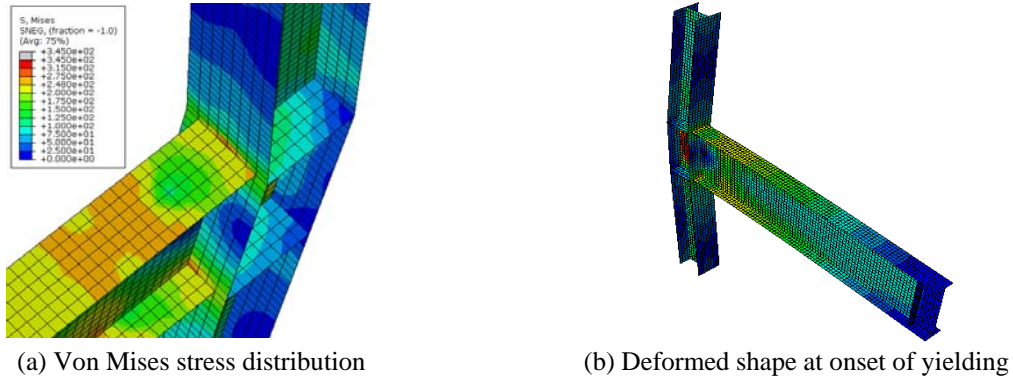 S, Mises
SNEG, (fraction = -1.0)
(Avg: 75%)
+3.450e+02
+3.450e+02
+3.150e+02
+2.750e+02
+2.480e+02
+2.000e+02
+1.750e+02
+1.500e+02
+1.250e+02
+1.000e+02
+7.500e+01
+5.000e+01
+2.500e+01
+0.000e+00
(a) Von Mises stress distribution
(b) Deformed shape at onset of yielding